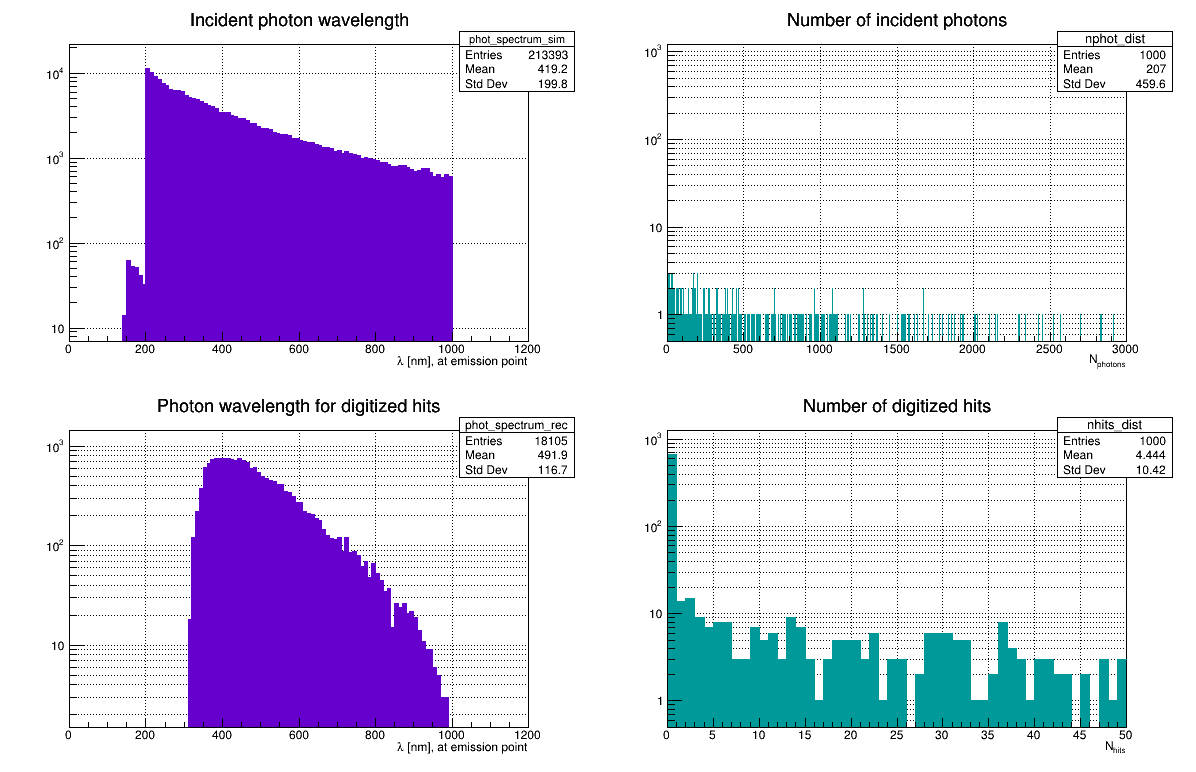 Incident photon wavelength
phot_spectrum_sim
Entries 213393
Mean 419.2
Std Dev 199.8
10^4
10^3
10^2
10
0 200 400 600 800 1000 1200
λ [nm], at emission point
Number of incident photons
nphot_dist
Entries 1000
Mean 207
Std Dev 459.6
10^3
10^2
10
1
0 500 1000 1500 2000 2500 3000
N_photons
Photon wavelength for digitized hits
phot_spectrum_rec
Entries 18105
Mean 491.9
Std Dev 116.7
10^3
10^2
10
0 200 400 600 800 1000 1200
λ [nm], at emission point
Number of digitized hits
nhits_dist
Entries 1000
Mean 4.444
Std Dev 10.42
10^3
10^2
10
1
0 5 10 15 20 25 30 35 40 45 50
N_hits